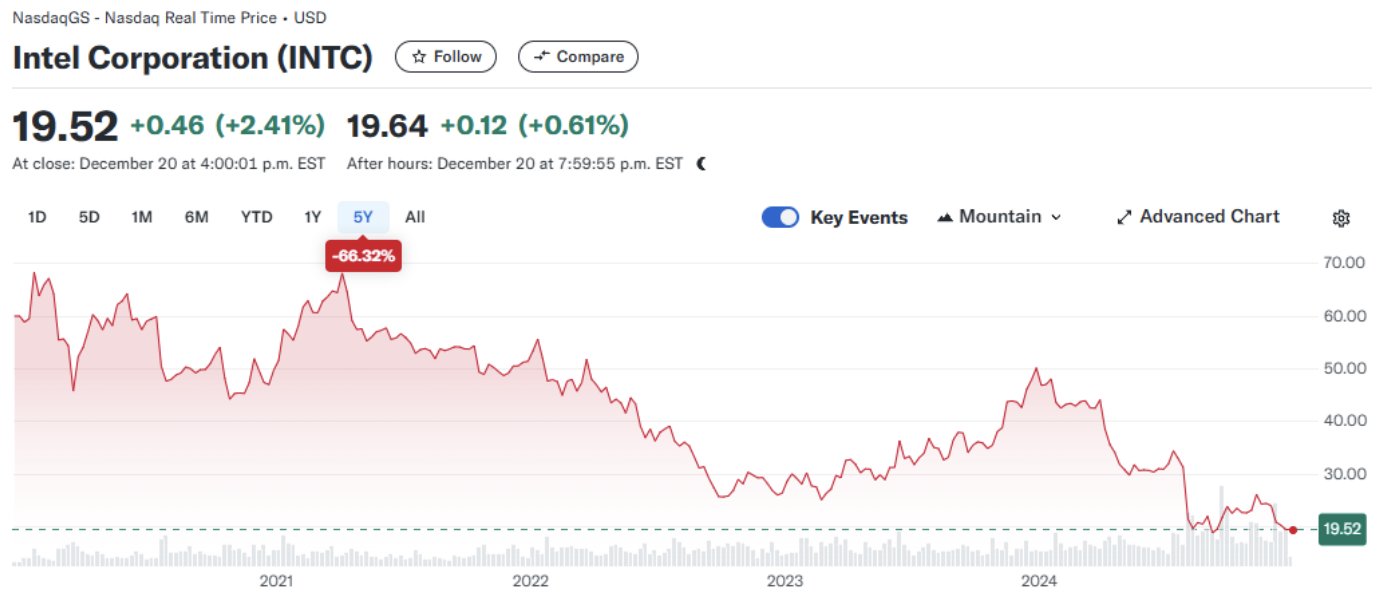 NasdaqGS - Nasdaq Real Time Price • USD
Intel Corporation (INTC) Follow Compare
19.52 +0.46 (+2.41%) 19.64 +0.12 (+0.61%)
At close: December 20 at 4:00:01 p.m. EST After hours: December 20 at 7:59:55 p.m. EST
1D 5D 1M 6M YTD 1Y 5Y All Key Events Mountain Advanced Chart
-66.32%
70.00
60.00
50.00
40.00
30.00
19.52
2021 2022 2023 2024